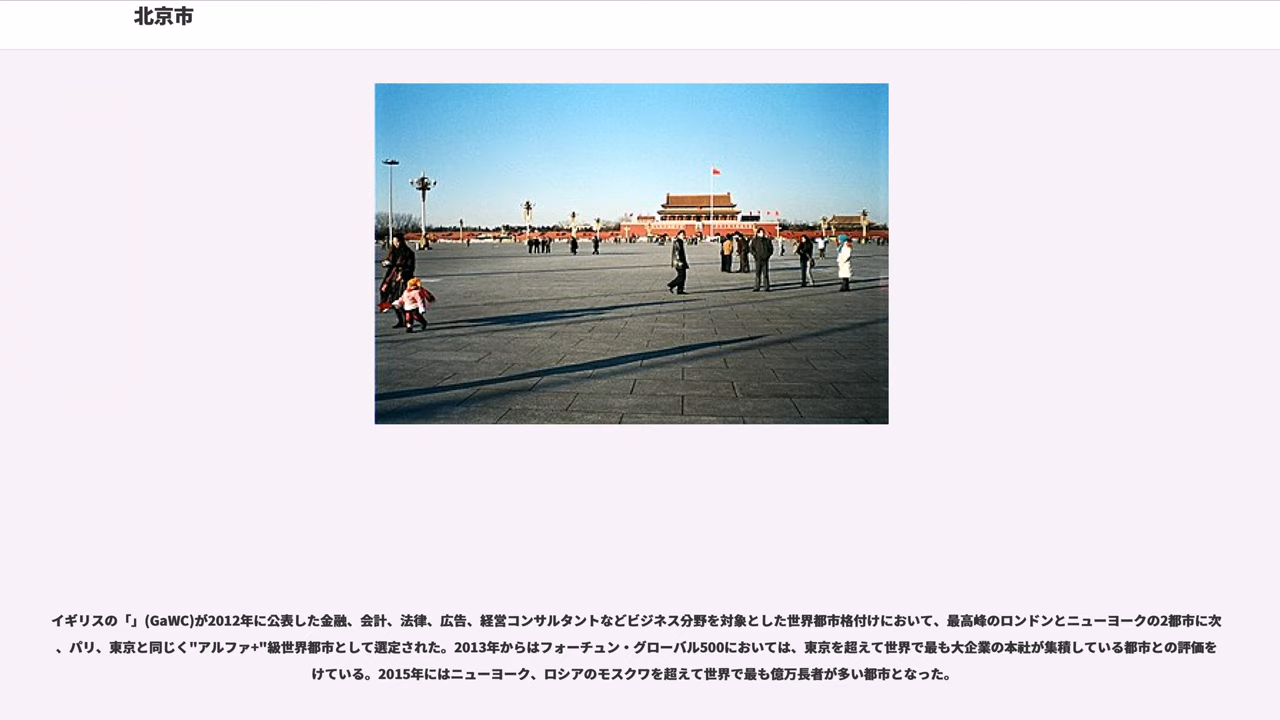 北京市
イギリスの「」(GaWC)が2012年に公表した金融、会計、法律、広告、経営コンサルタントなどビジネス分野を対象とした世界都市格付けにおいて、最高峰のロンドンとニューヨークの2都市に次
、パリ、東京と同じく"アルファ+"級世界都市として選定された。2013年からはフォーチュン・グローバル500においては、東京を超えて世界で最も大企業の本社が集積している都市との評価を
けている。2015年にはニューヨーク、ロシアのモスクワを超えて世界で最も億万長者が多い都市となった。